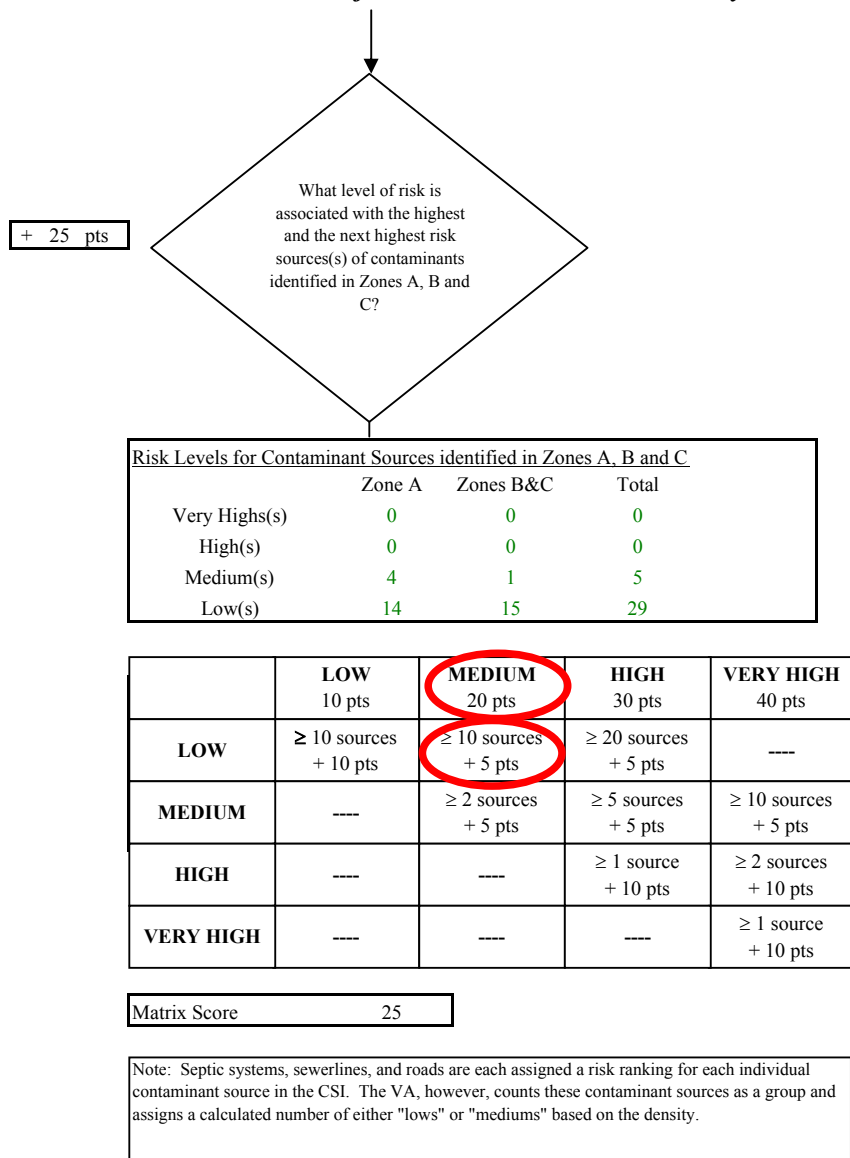 + 25 pts
What level of risk is
associated with the highest
and the next highest risk
sources(s) of contaminants
identified in Zones A, B and
C?
Risk Levels for Contaminant Sources identified in Zones A, B and C
Zone A Zones B&C Total
Very Highs(s) 0 0 0
High(s) 0 0 0
Medium(s) 4 1 5
Low(s) 14 15 29
LOW MEDIUM HIGH VERY HIGH
10 pts 20 pts 30 pts 40 pts
LOW ≥ 10 sources ≥ 10 sources ≥ 20 sources ----
+ 10 pts + 5 pts + 5 pts
MEDIUM ---- ≥ 2 sources ≥ 5 sources ≥ 10 sources
+ 5 pts + 5 pts + 5 pts
HIGH ---- ---- ≥ 1 source ≥ 2 sources
+ 10 pts + 10 pts
VERY HIGH ---- ---- ---- ≥ 1 source
+ 10 pts
Matrix Score 25
Note: Septic systems, sewerlines, and roads are each assigned a risk ranking for each individual
contaminant source in the CSI. The VA, however, counts these contaminant sources as a group and
assigns a calculated number of either "lows" or "mediums" based on the density.